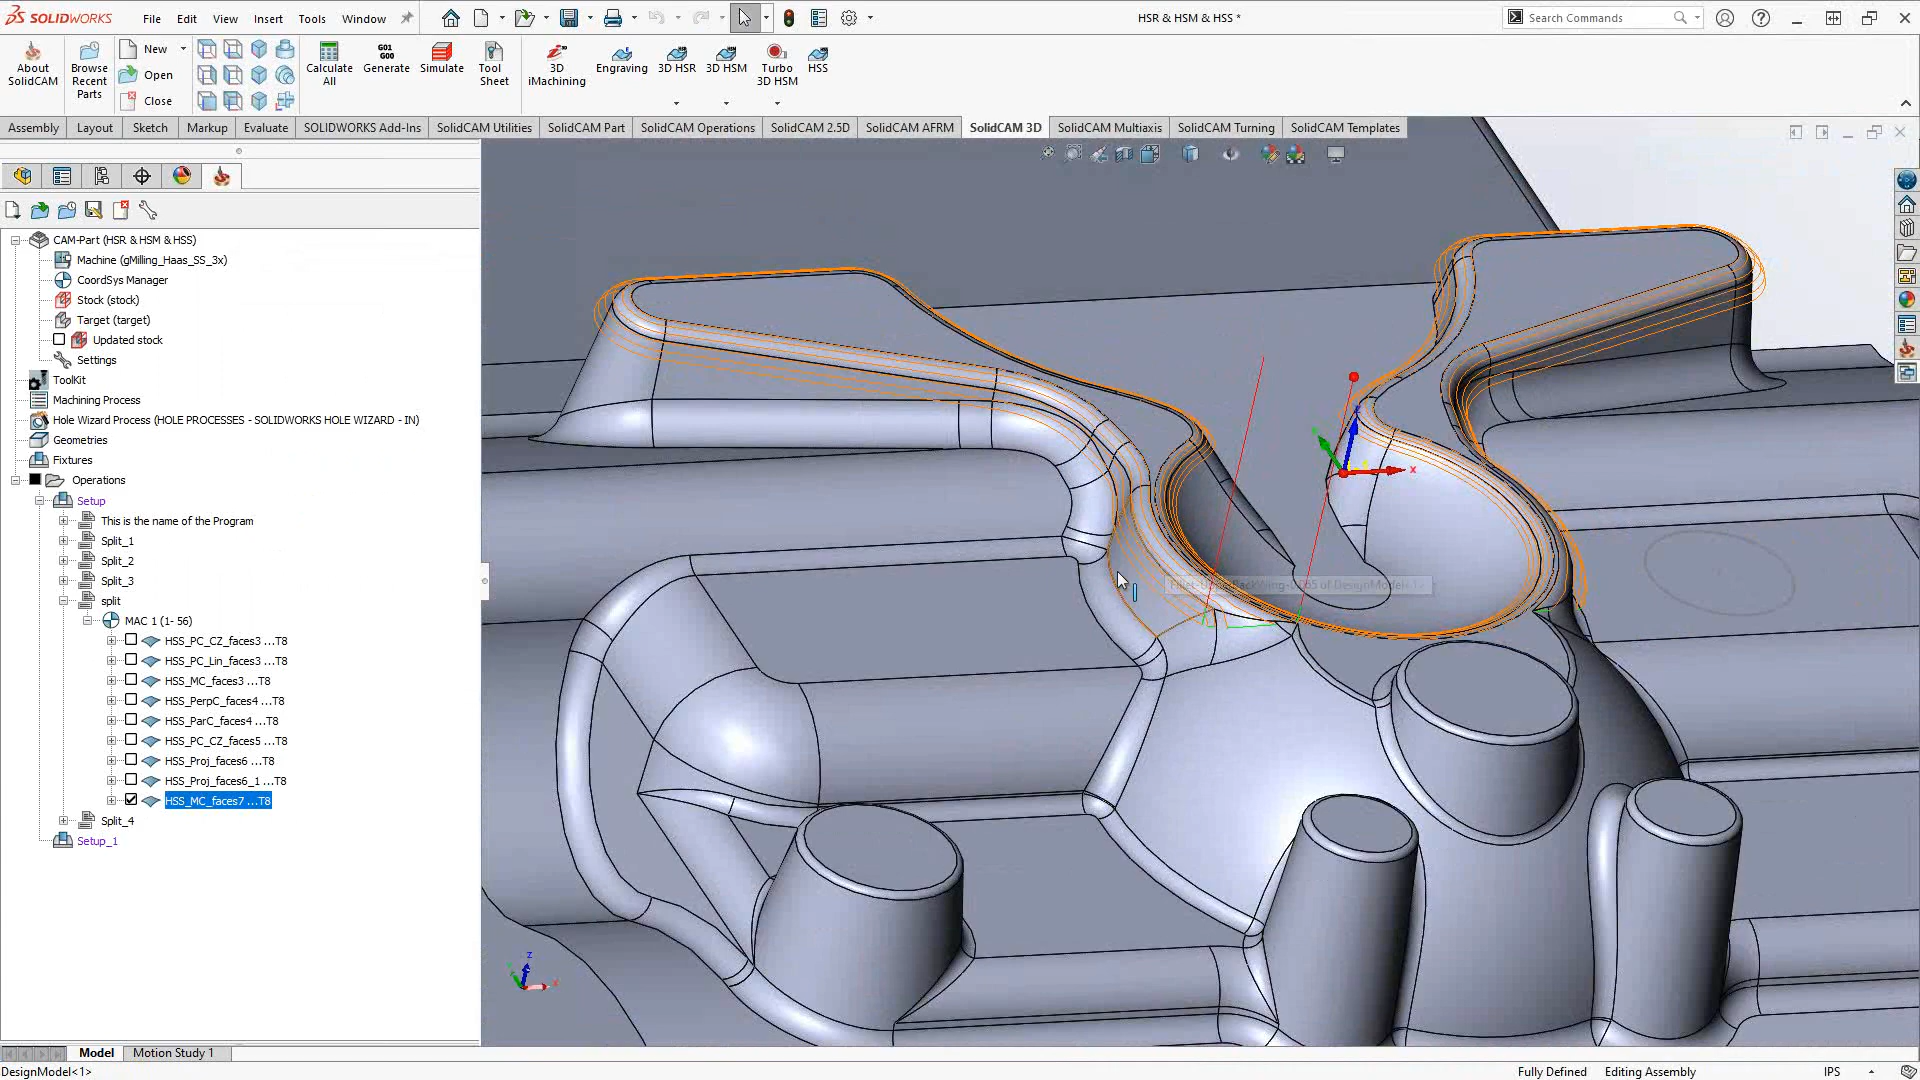 SOLIDWORKS File Edit View Insert Tools Window
HSR & HSM & HSS *
Search Commands
About SolidCAM
Browse Recent Parts
New
Open
Close
Calculate All
G01 G00
Generate
Simulate
Tool Sheet
3D iMachining
Engraving
3D HSR
3D HSM
Turbo 3D HSM
HSS
Assembly Layout Sketch Markup Evaluate SOLIDWORKS Add-Ins SolidCAM Utilities SolidCAM Part SolidCAM Operations SolidCAM 2.5D SolidCAM AFRM SolidCAM 3D SolidCAM Multiaxis SolidCAM Turning SolidCAM Templates
CAM-Part (HSR & HSM & HSS)
Machine (gMilling_Haas_SS_3x)
CoordSys Manager
Stock (stock)
Target (target)
Updated stock
Settings
ToolKit
Machining Process
Hole Wizard Process (HOLE PROCESSES - SOLIDWORKS HOLE WIZARD - IN)
Geometries
Fixtures
Operations
Setup
This is the name of the Program
Split_1
Split_2
Split_3
split
MAC 1 (1- 56)
HSS_PC_CZ_faces3 ...T8
HSS_PC_Lin_faces3 ...T8
HSS_MC_faces3 ...T8
HSS_PerpC_faces4 ...T8
HSS_ParC_faces4 ...T8
HSS_PC_CZ_faces5 ...T8
HSS_Proj_faces6 ...T8
HSS_Proj_faces6_1 ...T8
HSS_MC_faces7 ...T8
Split_4
Setup_1
X
Z
Model Motion Study 1
DesignModel<1>
Fully Defined Editing Assembly IPS